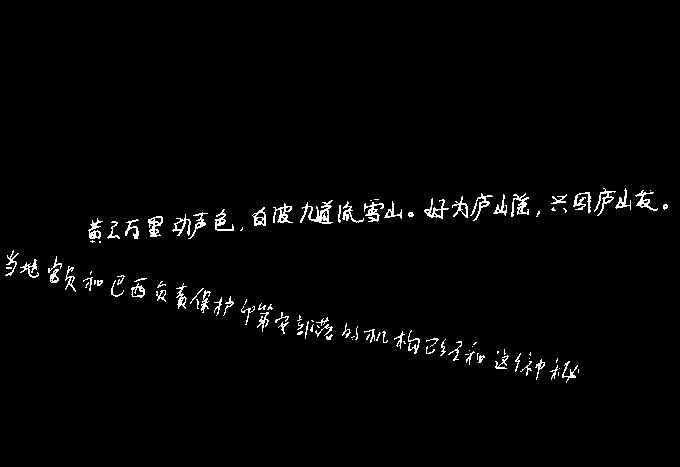 黄云万里动声色，白波九道流雪山。好为庐山谣，兴因庐山发。
当地官员和巴西负责保护印第安部落的机构已经和这个神秘